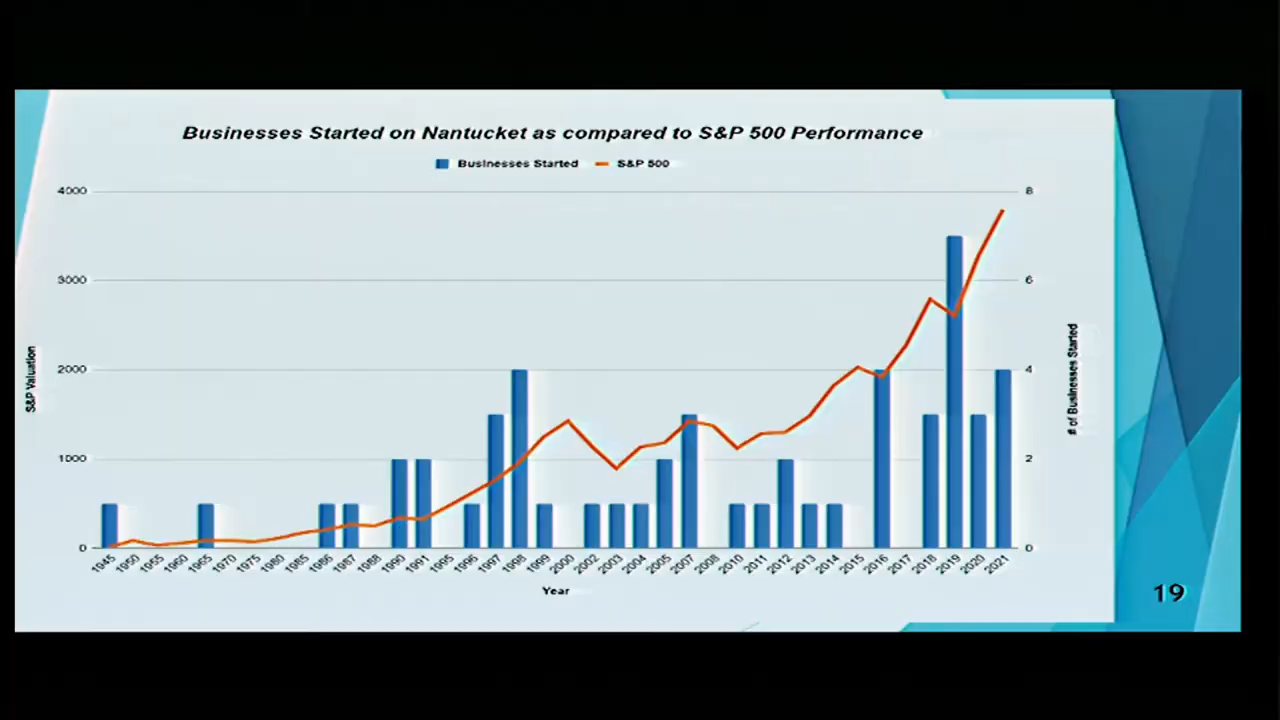 Businesses Started on Nantucket as compared to S&P 500 Performance
Businesses Started
S&P 500
4000
3000
2000
1000
0
8
6
4
2
0
S&P Valuation
# of Businesses Started
1945 1950 1955 1960 1965 1970 1975 1980 1985 1986 1987 1988 1990 1991 1995 1996 1997 1998 1999 2000 2002 2003 2004 2005 2007 2008 2010 2011 2012 2013 2014 2015 2016 2017 2018 2019 2020 2021
Year
19